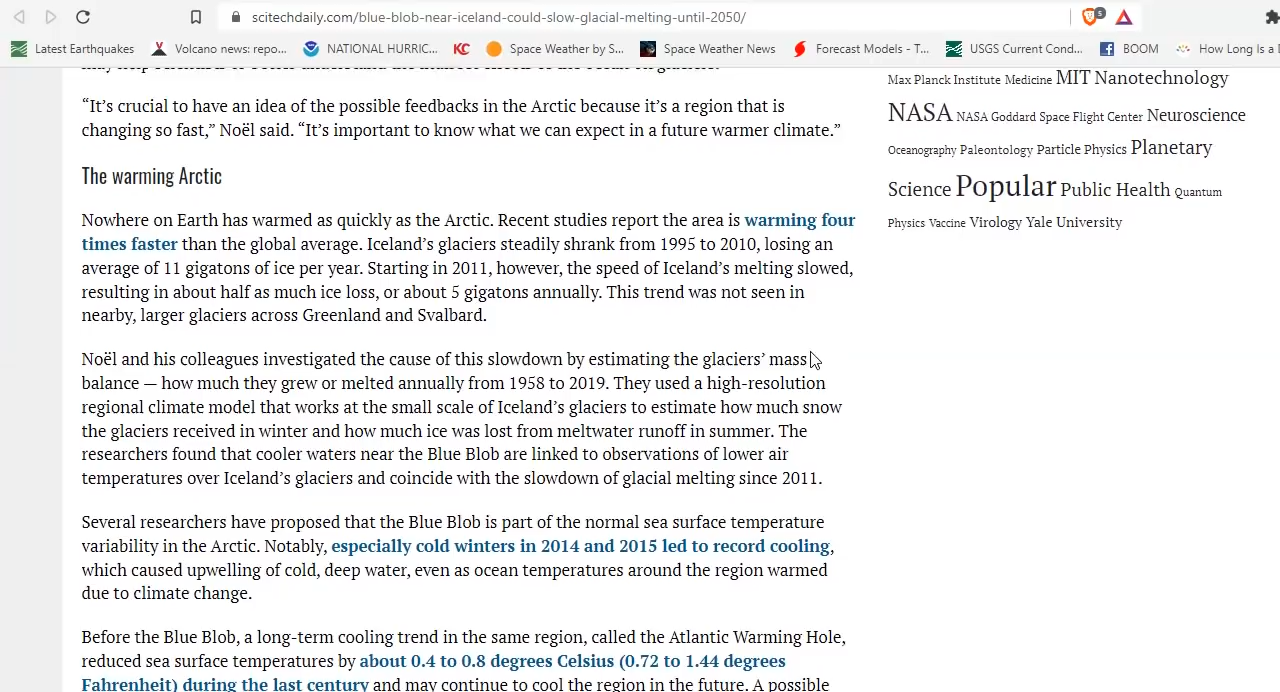 scitechdaily.com/blue-blob-near-iceland-could-slow-glacial-melting-until-2050/
5
Latest Earthquakes
Volcano news: repo...
NATIONAL HURRIC...
KC
Space Weather by S...
Space Weather News
Forecast Models - T...
USGS Current Cond...
BOOM
How Long Is a D
“It’s crucial to have an idea of the possible feedbacks in the Arctic because it’s a region that is
changing so fast,” Noël said. “It’s important to know what we can expect in a future warmer climate.”
The warming Arctic
Nowhere on Earth has warmed as quickly as the Arctic. Recent studies report the area is warming four
times faster than the global average. Iceland’s glaciers steadily shrank from 1995 to 2010, losing an
average of 11 gigatons of ice per year. Starting in 2011, however, the speed of Iceland’s melting slowed,
resulting in about half as much ice loss, or about 5 gigatons annually. This trend was not seen in
nearby, larger glaciers across Greenland and Svalbard.
Noël and his colleagues investigated the cause of this slowdown by estimating the glaciers’ mass
balance — how much they grew or melted annually from 1958 to 2019. They used a high-resolution
regional climate model that works at the small scale of Iceland’s glaciers to estimate how much snow
the glaciers received in winter and how much ice was lost from meltwater runoff in summer. The
researchers found that cooler waters near the Blue Blob are linked to observations of lower air
temperatures over Iceland’s glaciers and coincide with the slowdown of glacial melting since 2011.
Several researchers have proposed that the Blue Blob is part of the normal sea surface temperature
variability in the Arctic. Notably, especially cold winters in 2014 and 2015 led to record cooling,
which caused upwelling of cold, deep water, even as ocean temperatures around the region warmed
due to climate change.
Before the Blue Blob, a long-term cooling trend in the same region, called the Atlantic Warming Hole,
reduced sea surface temperatures by about 0.4 to 0.8 degrees Celsius (0.72 to 1.44 degrees
Fahrenheit) during the last century and may continue to cool the region in the future. A possible
Max Planck Institute Medicine MIT Nanotechnology
NASA NASA Goddard Space Flight Center Neuroscience
Oceanography Paleontology Particle Physics Planetary
Science Popular Public Health Quantum
Physics Vaccine Virology Yale University